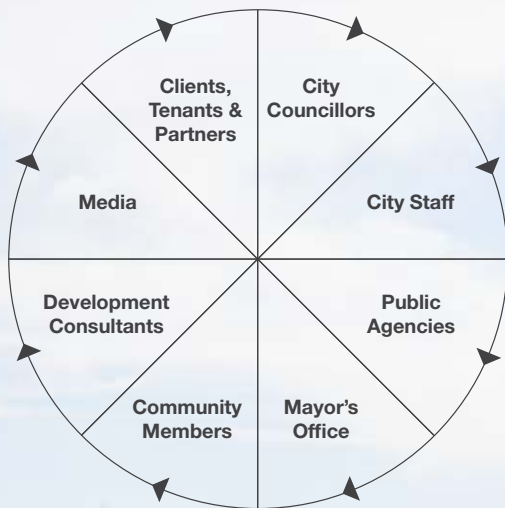 Clients,
Tenants &
Partners
City
Councillors
City Staff
Public
Agencies
Mayor's
Office
Community
Members
Development
Consultants
Media